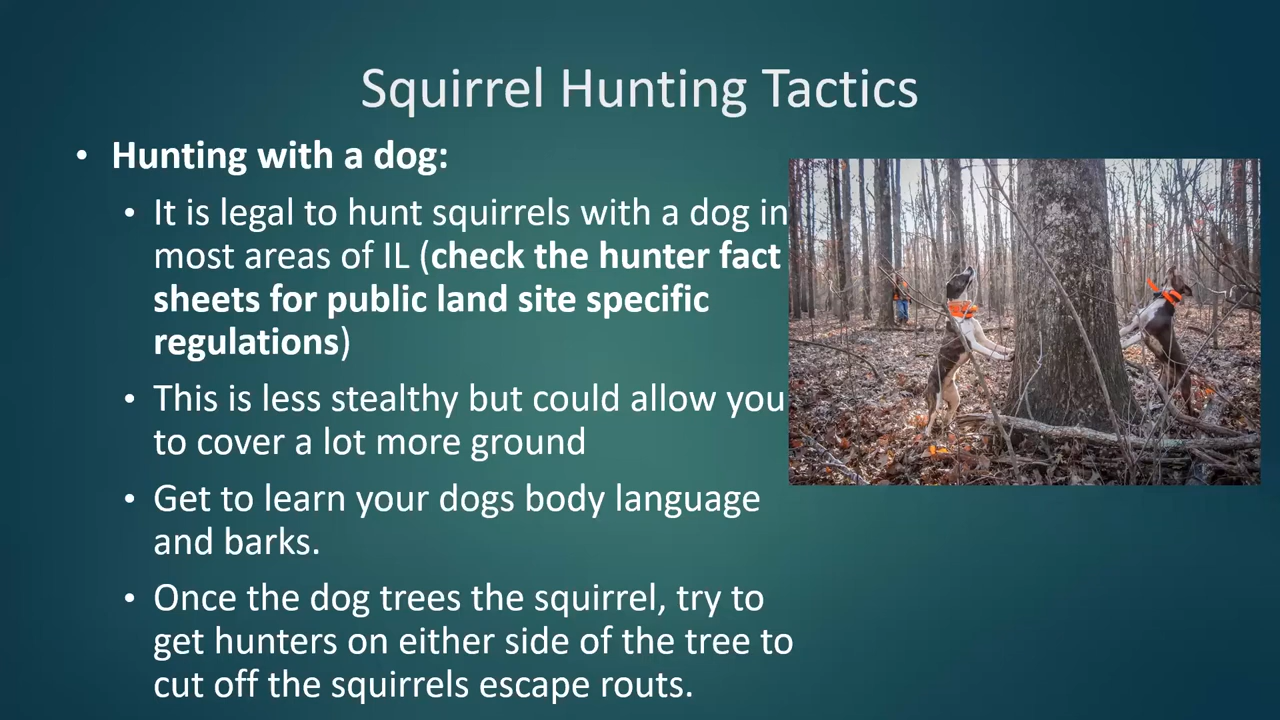 Squirrel Hunting Tactics
• Hunting with a dog:
• It is legal to hunt squirrels with a dog in
most areas of IL (check the hunter fact
sheets for public land site specific
regulations)
• This is less stealthy but could allow you
to cover a lot more ground
• Get to learn your dogs body language
and barks.
• Once the dog trees the squirrel, try to
get hunters on either side of the tree to
cut off the squirrels escape routs.